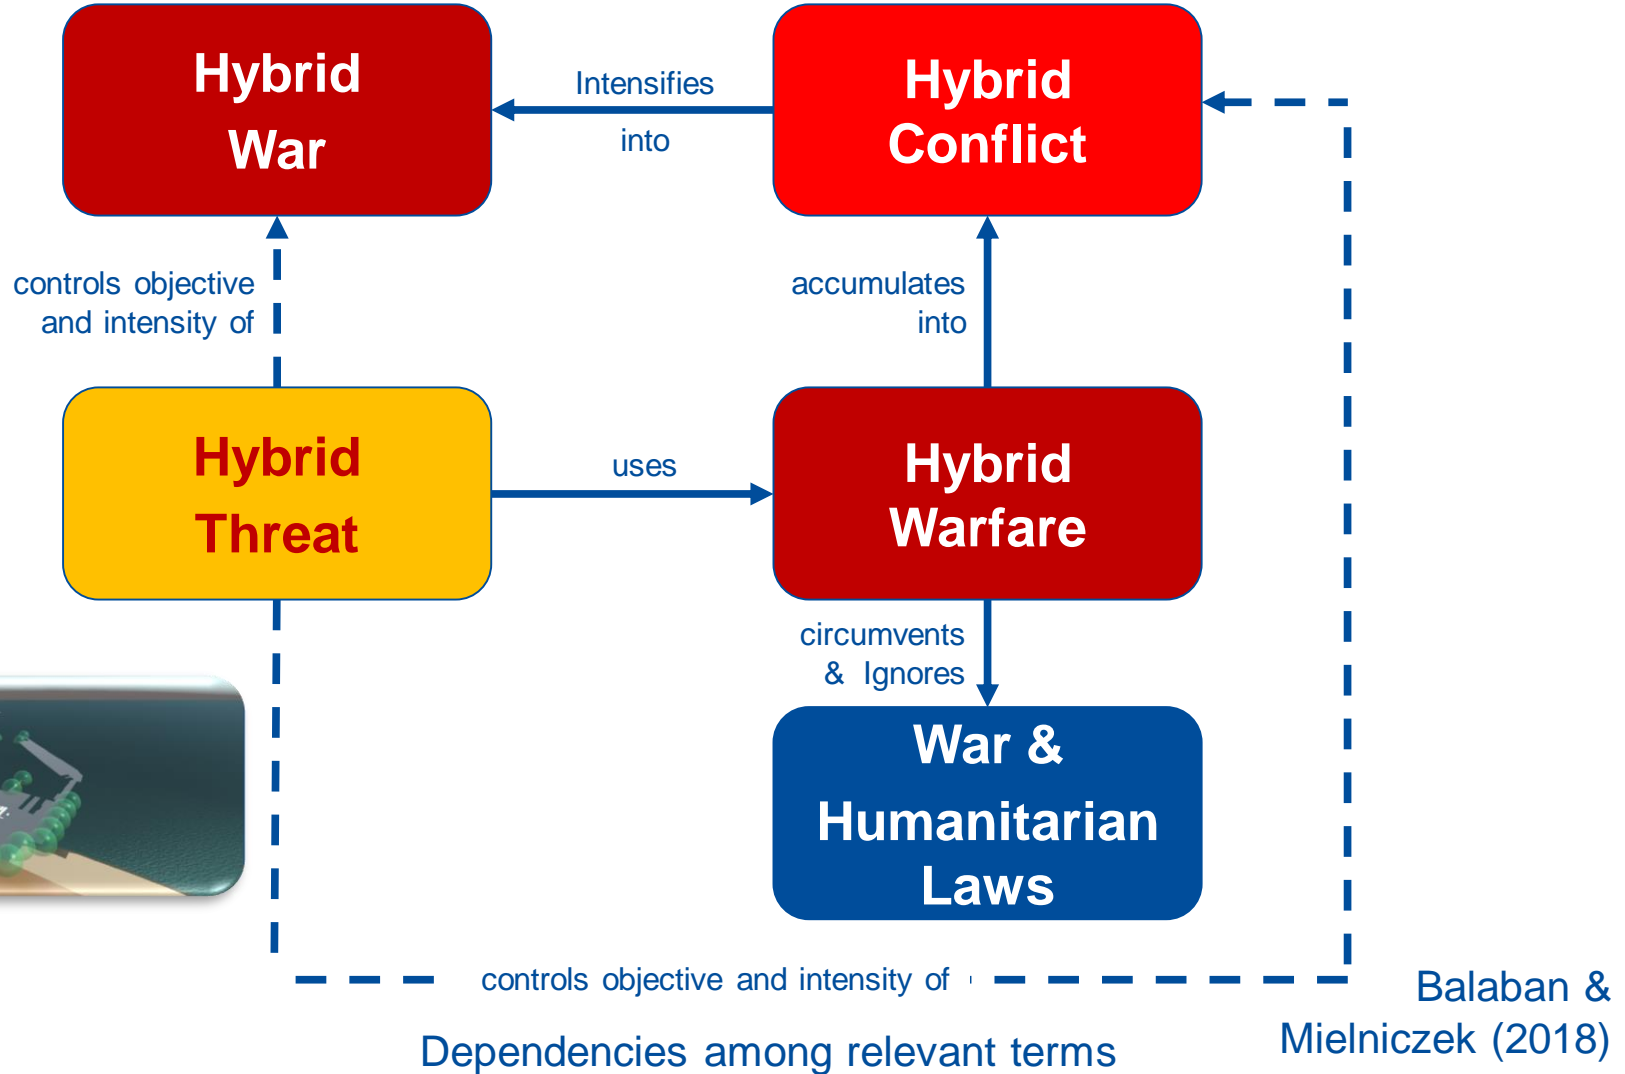 Hybrid
War
Intensifies
into
Hybrid
Conflict
controls objective
and intensity of
accumulates
into
Hybrid
Threat
uses
Hybrid
Warfare
circumvents
& Ignores
War &
Humanitarian
Laws
controls objective and intensity of
Balaban &
Mielniczek (2018)
Dependencies among relevant terms